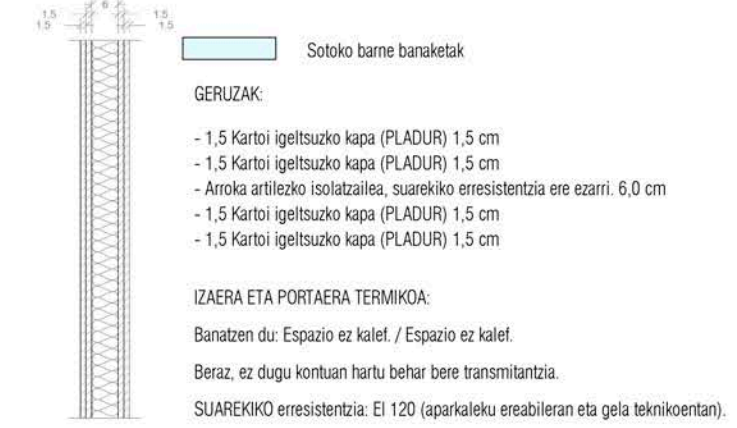 6
1.5 1.5
1.5 1.5
Sotoko barne banaketak
GERUZAK:
- 1,5 Kartoi igeltsuzko kapa (PLADUR) 1,5 cm
- 1,5 Kartoi igeltsuzko kapa (PLADUR) 1,5 cm
- Arroka artilezko isolatzailea, suarekiko erresistentzia ere ezarri. 6,0 cm
- 1,5 Kartoi igeltsuzko kapa (PLADUR) 1,5 cm
- 1,5 Kartoi igeltsuzko kapa (PLADUR) 1,5 cm
IZAERA ETA PORTAERA TERMIKOA:
Banatzen du: Espazio ez kalef. / Espazio ez kalef.
Beraz, ez dugu kontuan hartu behar bere transmitantzia.
SUAREKIKO erresistentzia: EI 120 (aparkaleku ereabileran eta gela teknikoentan).